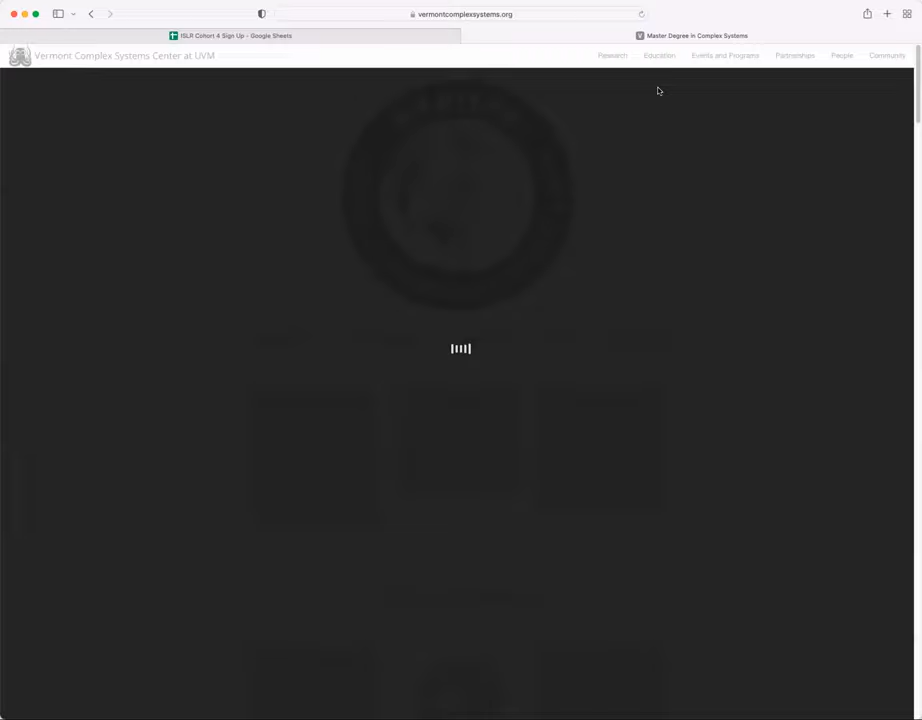 vermontcomplexsystems.org
ISLR Cohort 4 Sign Up - Google Sheets
V Master Degree in Complex Systems
Vermont Complex Systems Center at UVM
Research Education Events and Programs Partnerships People Community